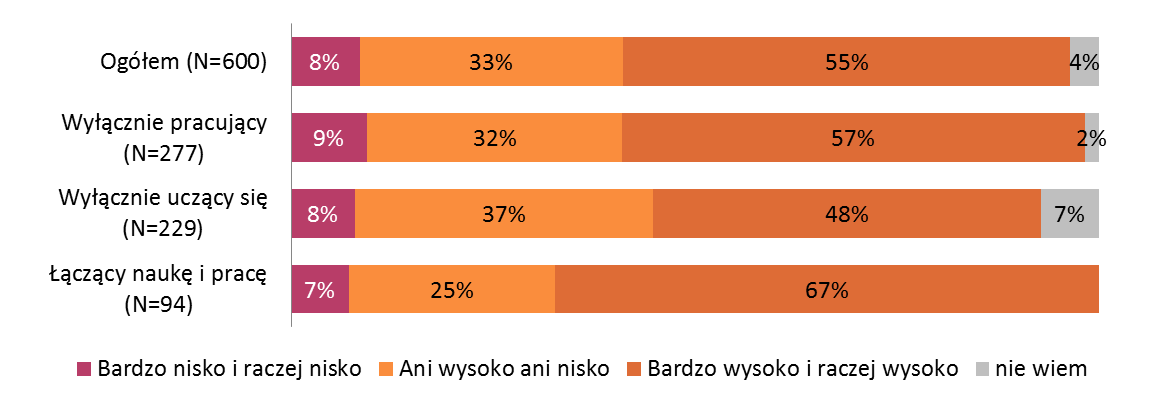 Ogółem (N=600)
8% 33% 55% 4%
Wyłącznie pracujący
(N=277)
9% 32% 57% 2%
Wyłącznie uczący się
(N=229)
8% 37% 48% 7%
Łączący naukę i pracę
(N=94)
7% 25% 67%
Bardzo nisko i raczej nisko Ani wysoko ani nisko Bardzo wysoko i raczej wysoko nie wiem